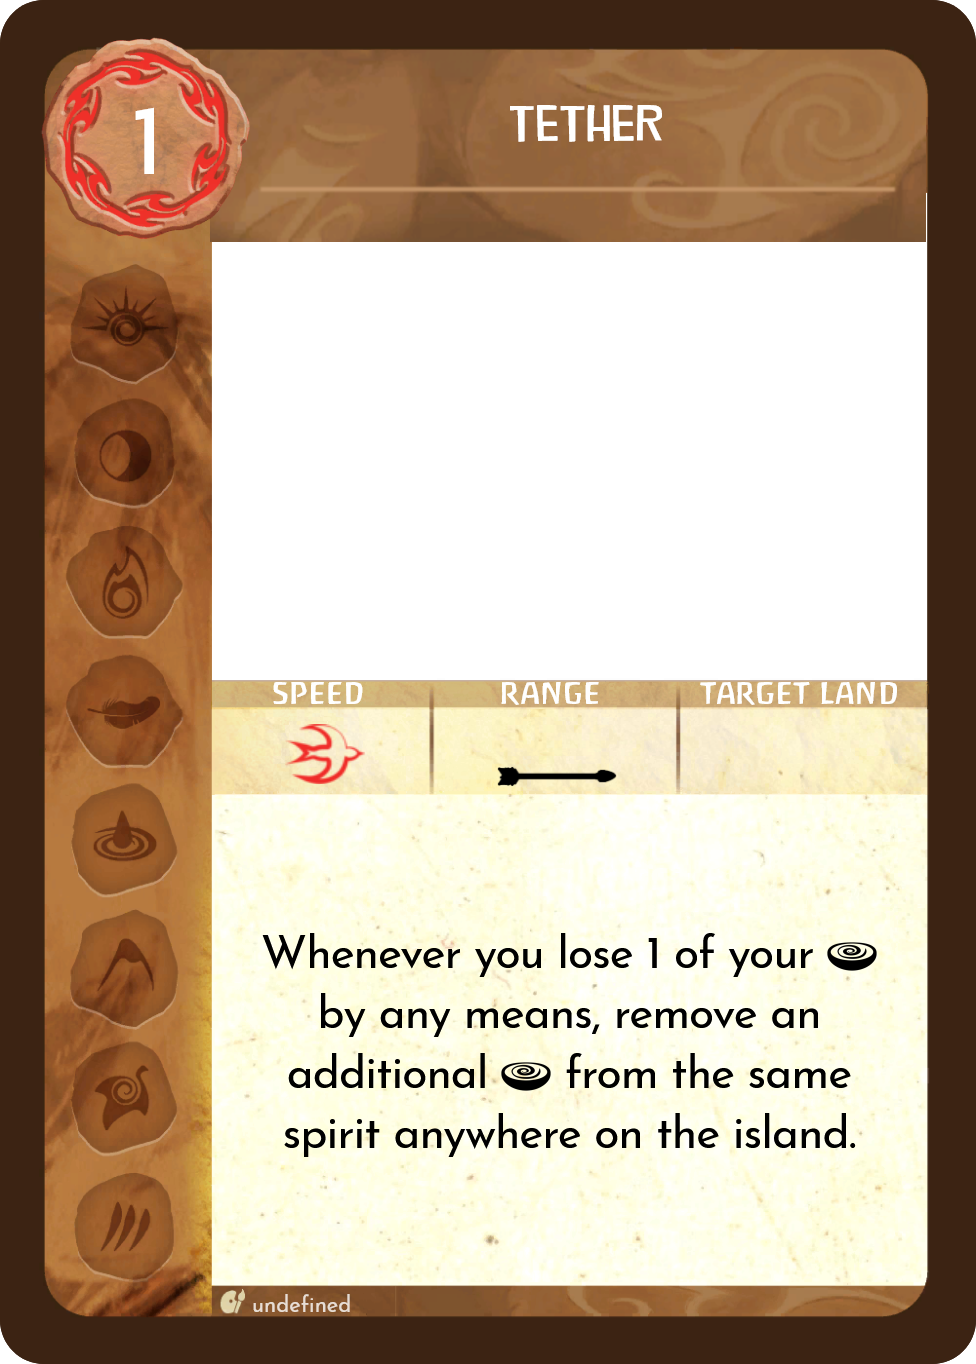 1
TETHER
SPEED RANGE TARGET LAND
Whenever you lose 1 of your
by any means, remove an
additional from the same
spirit anywhere on the island.
undefined